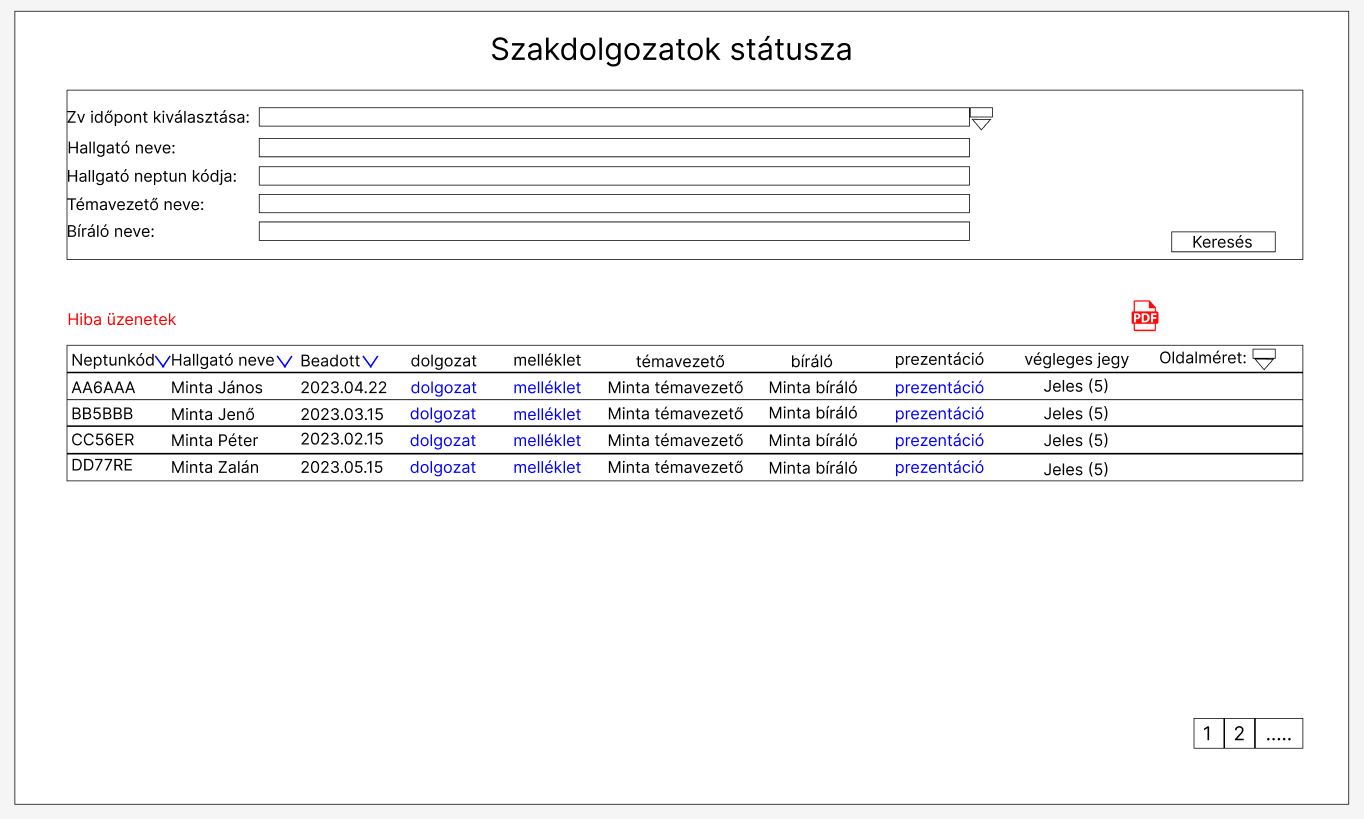 Szakdolgozatok státusza
Zv időpont kiválasztása:
Hallgató neve:
Hallgató neptun kódja:
Témavezető neve:
Bíráló neve:
Keresés
Hiba üzenetek
PDF
Neptunkód Hallgató neve Beadott dolgozat melléklet témavezető bíráló prezentáció végleges jegy Oldalméret:
AA6AAA Minta János 2023.04.22 dolgozat melléklet Minta témavezető Minta bíráló prezentáció Jeles (5)
BB5BBB Minta Jenő 2023.03.15 dolgozat melléklet Minta témavezető Minta bíráló prezentáció Jeles (5)
CC56ER Minta Péter 2023.02.15 dolgozat melléklet Minta témavezető Minta bíráló prezentáció Jeles (5)
DD77RE Minta Zalán 2023.05.15 dolgozat melléklet Minta témavezető Minta bíráló prezentáció Jeles (5)
1 2 .....